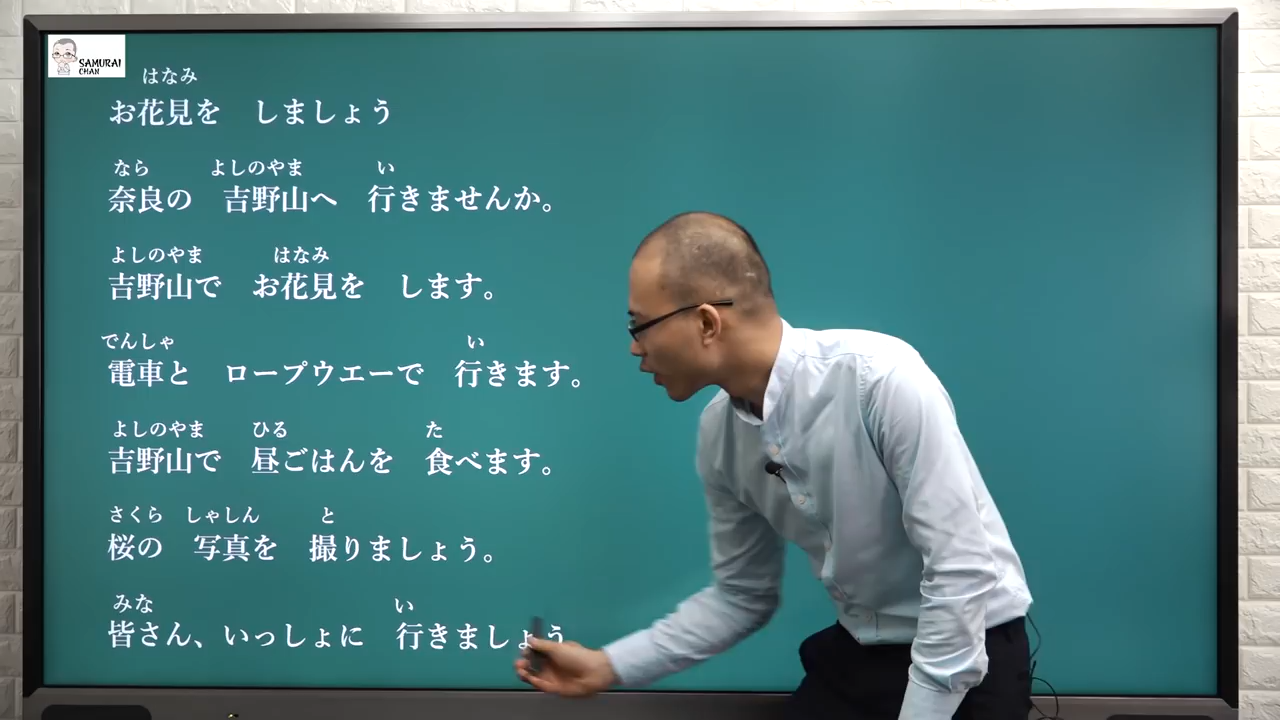 SAMURAI
CHAN
はなみ
お花見を　しましょう
なら　よしのやま　い
奈良の　吉野山へ　行きませんか。
よしのやま　はなみ
吉野山で　お花見を　します。
でんしゃ　い
電車と　ロープウエーで　行きます。
よしのやま　ひる　た
吉野山で　昼ごはんを　食べます。
さくら　しゃしん　と
桜の　写真を　撮りましょう。
みな　い
皆さん、いっしょに　行きましょう